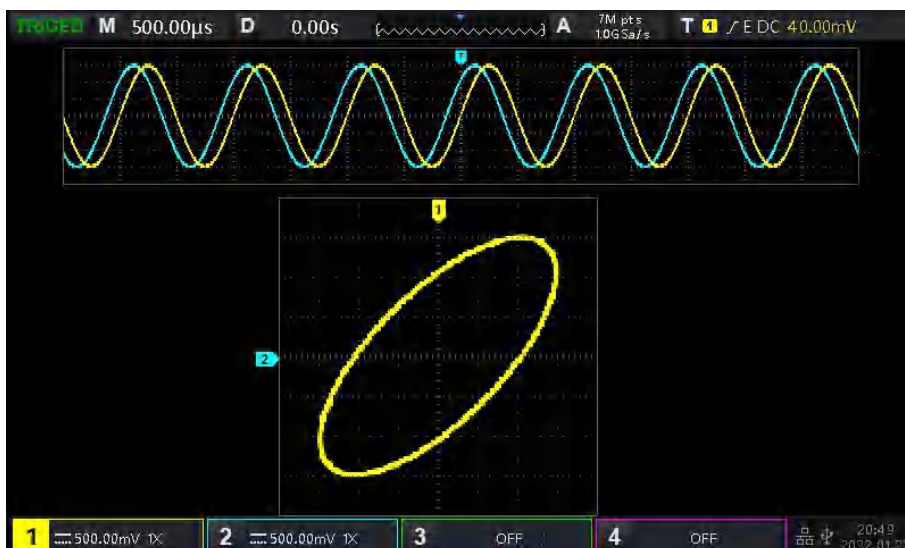 TRIGED M 500.00µs D 0.00s A 7M pts 10GSa/s T 1 E DC 40.00mV
T
1
2
1 500.00mV 1X 2 500.00mV 1X 3 OFF 4 OFF 20:49